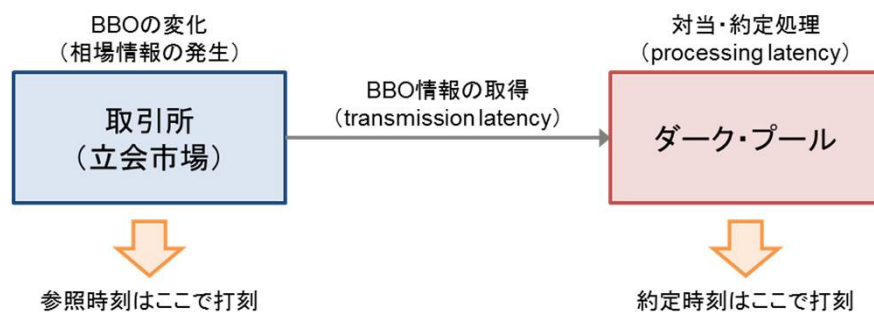 BBOの変化
（相場情報の発生）
取引所
（立会市場）
BBO情報の取得
（transmission latency）
対当・約定処理
（processing latency）
ダーク・プール
参照時刻はここで打刻
約定時刻はここで打刻